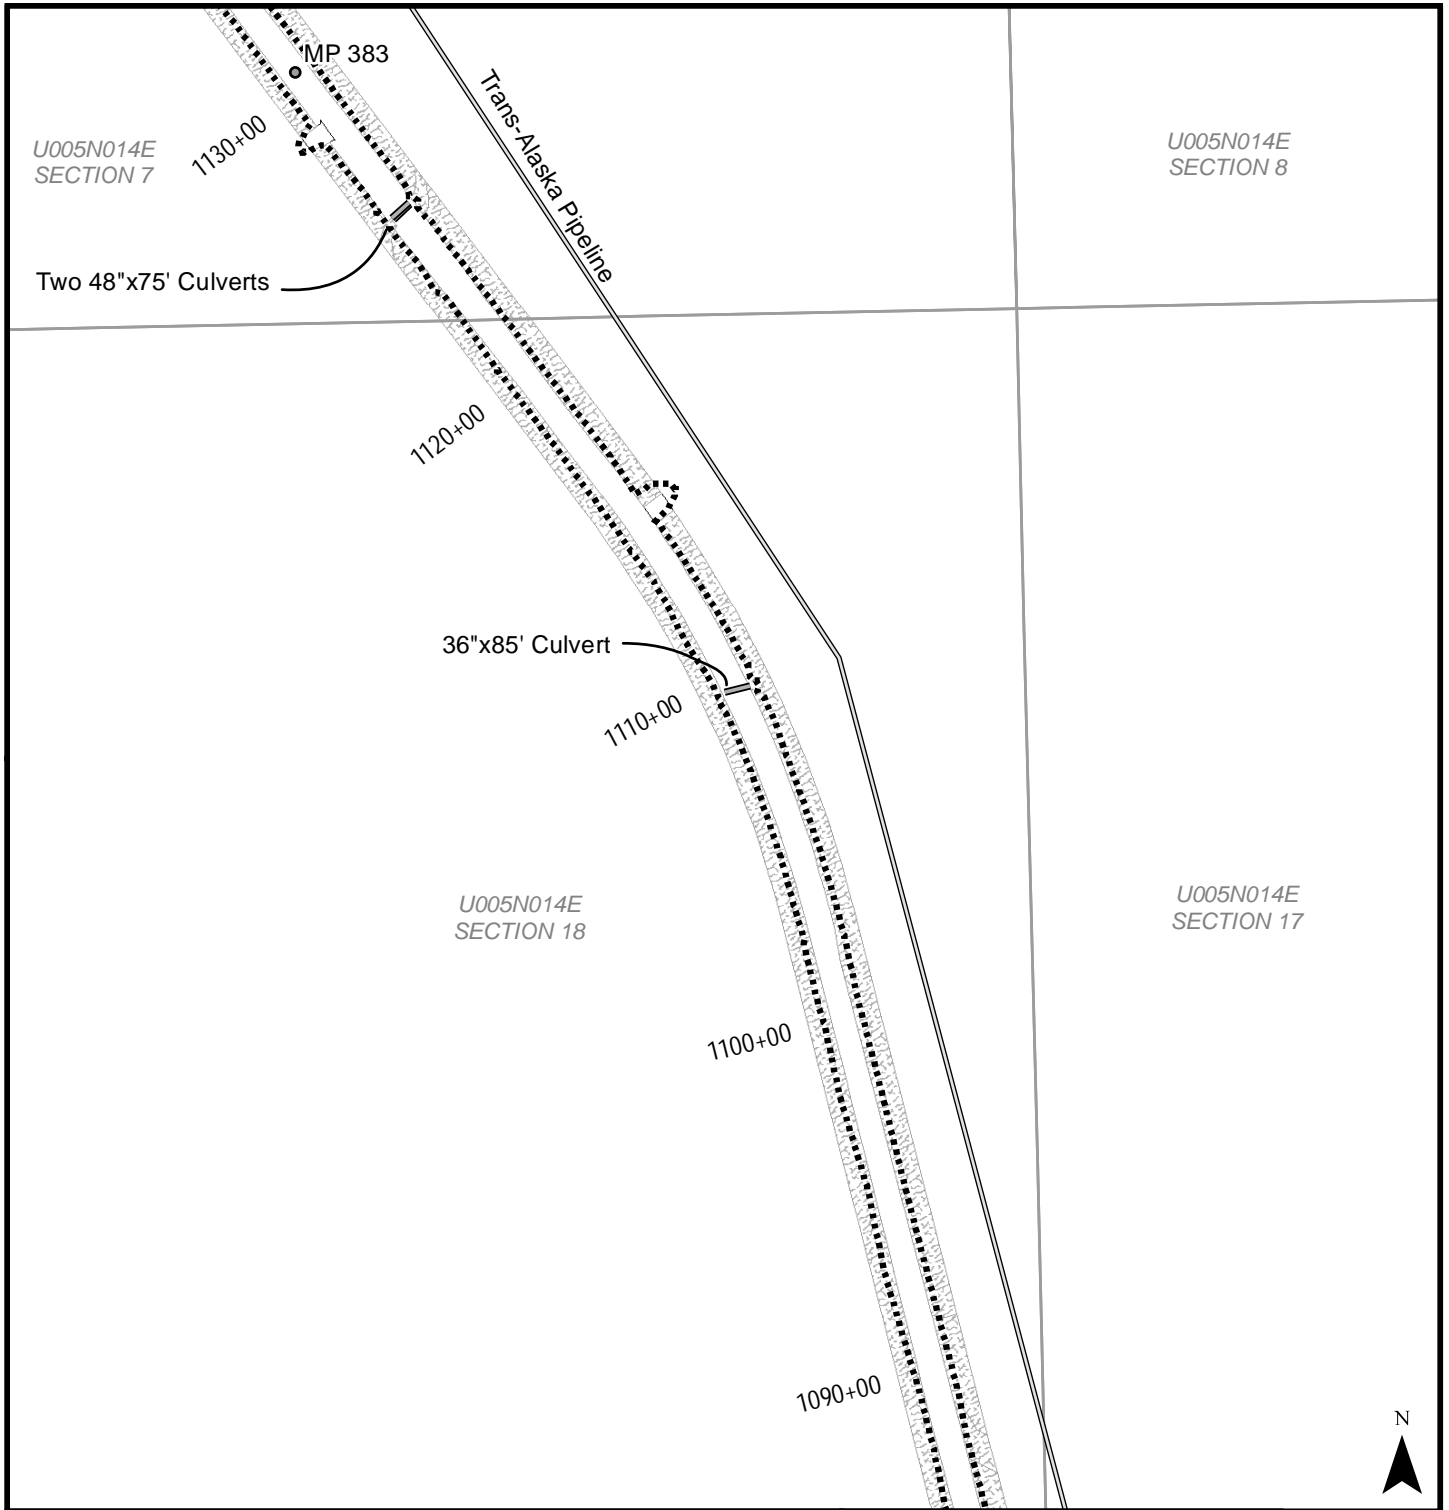 MP 383
Trans-Alaska Pipeline
1130+00
U005N014E
SECTION 7
U005N014E
SECTION 8
Two 48"x75' Culverts
1120+00
36"x85' Culvert
1110+00
U005N014E
SECTION 18
U005N014E
SECTION 17
1100+00
1090+00
N